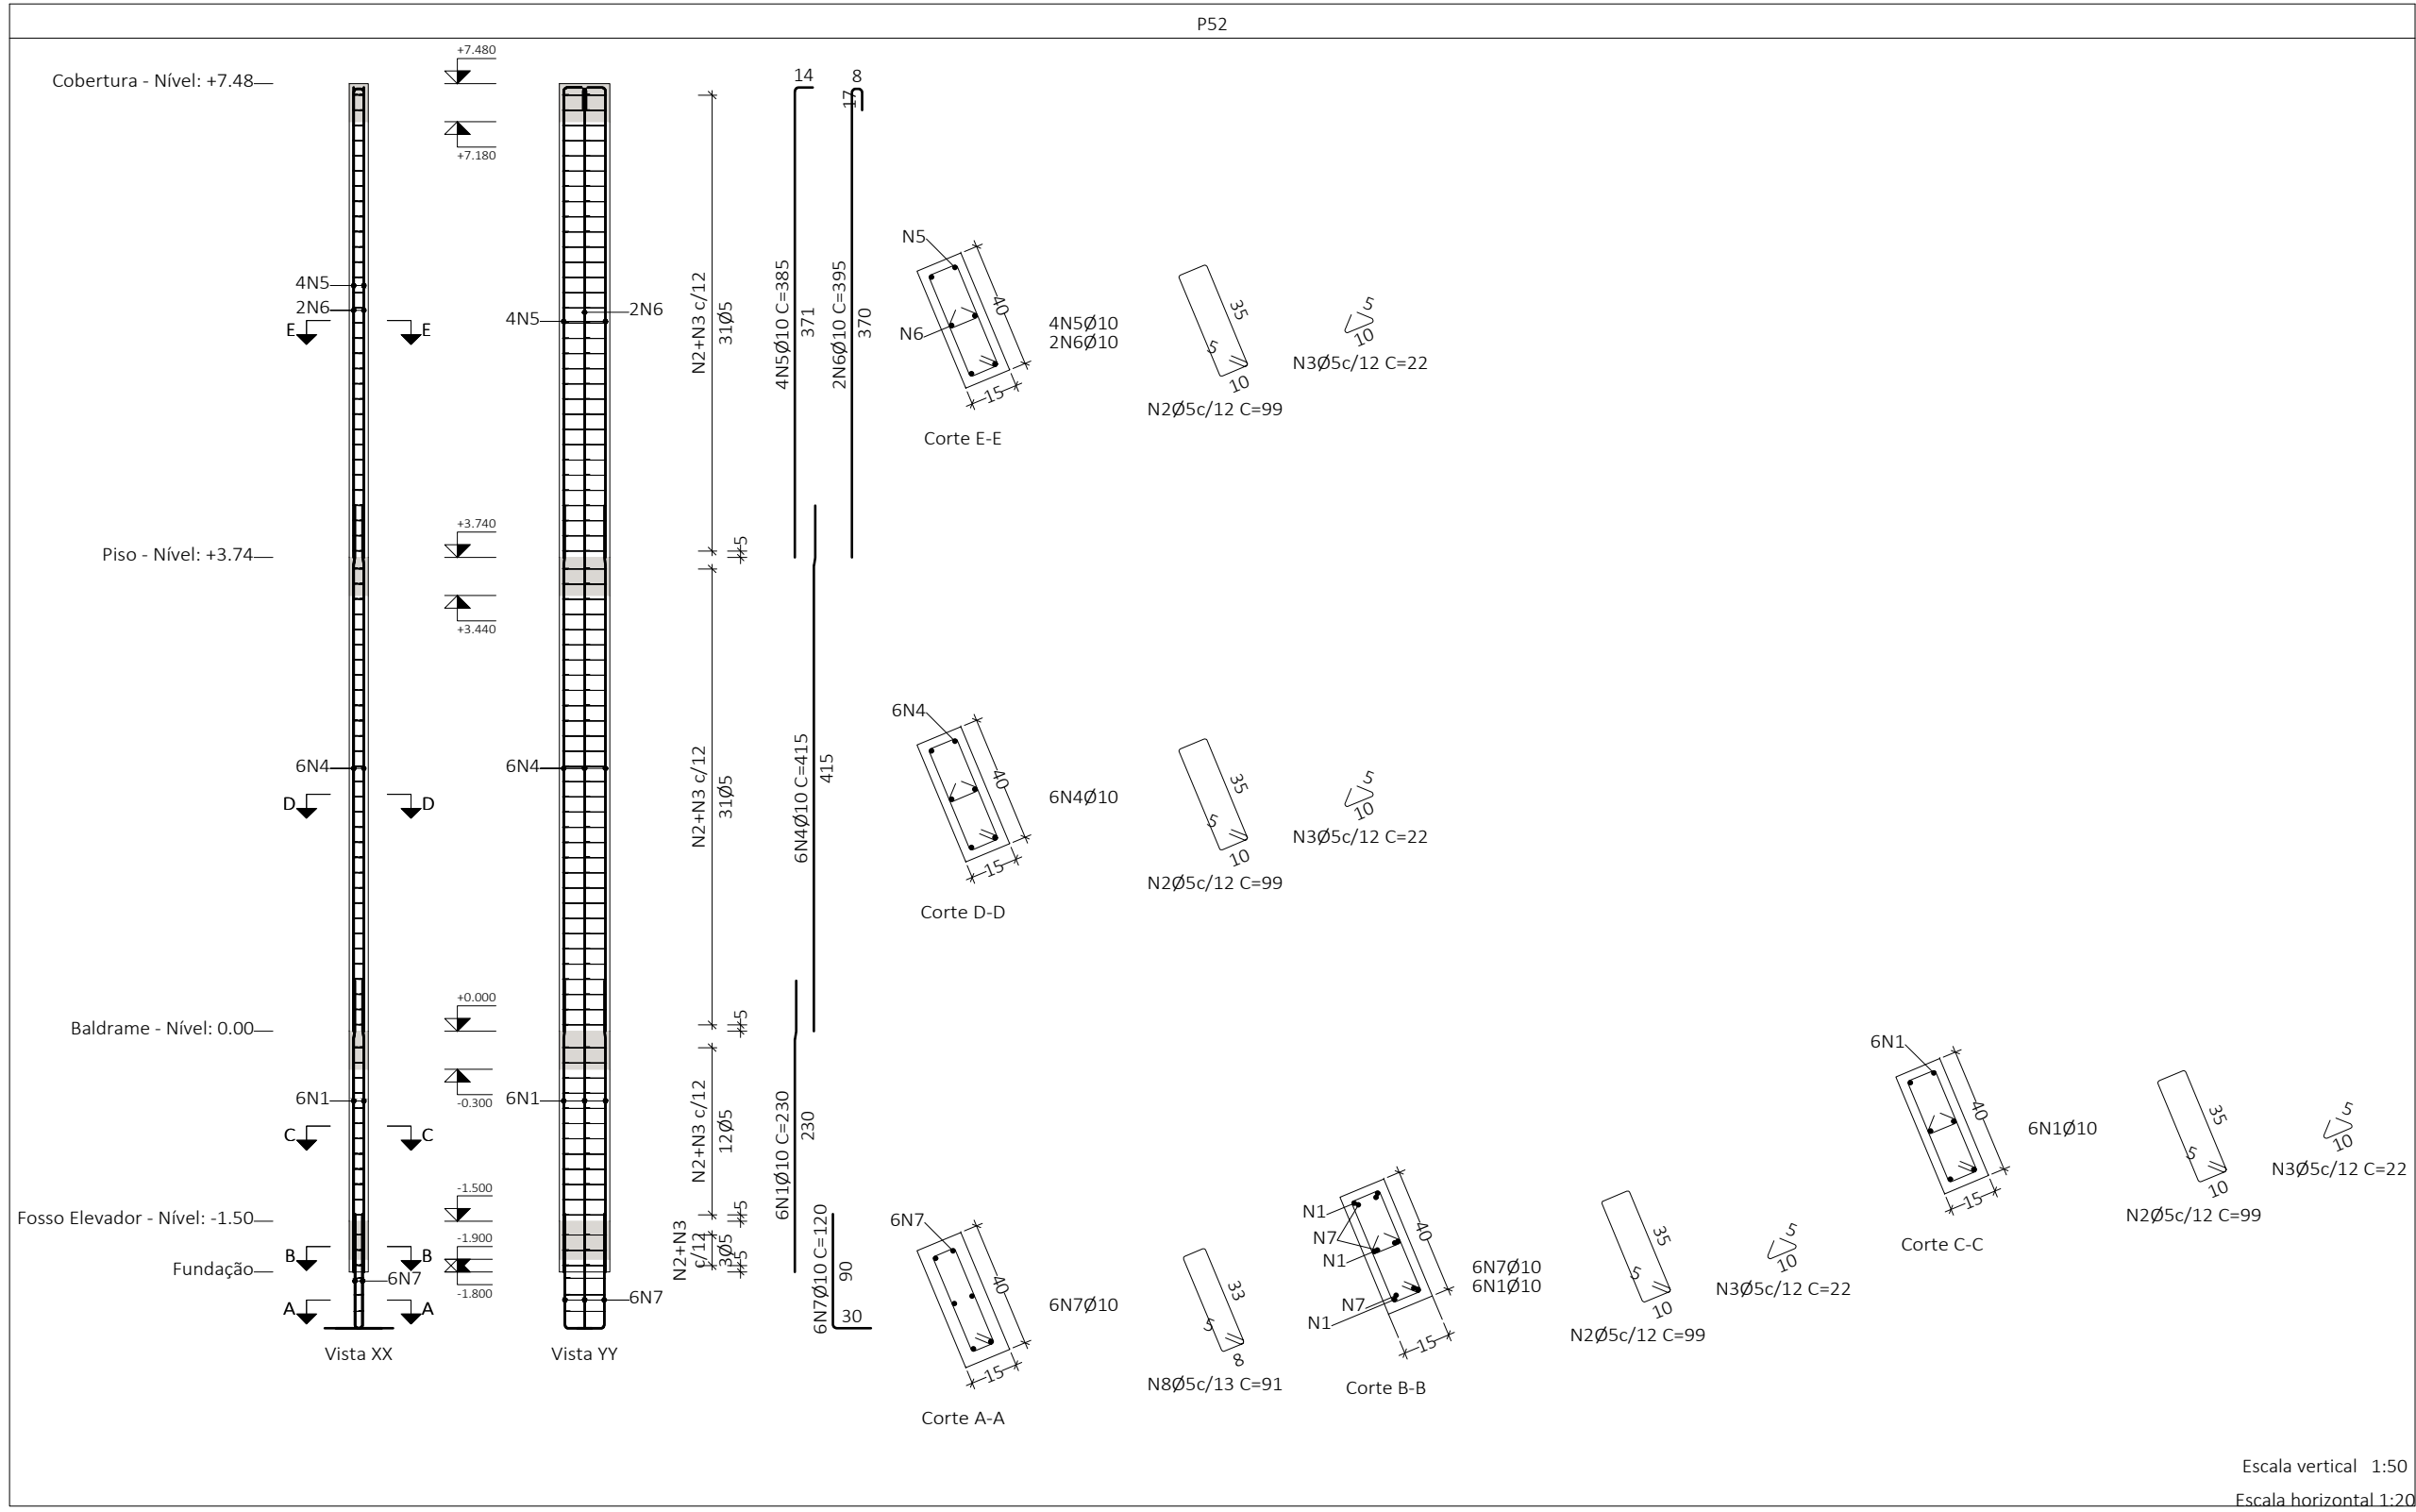 P52
Cobertura - Nível: +7.48
+7.480
+7.180
14
8
17
4N5
2N6
E
E
4N5
2N6
N2+N3 c/12
31Ø5
4N5Ø10 C=385
371
2N6Ø10 C=395
370
N5
N6
40
15
4N5Ø10
2N6Ø10
Corte E-E
35
5
10
N2Ø5c/12 C=99
5
10
N3Ø5c/12 C=22
Piso - Nível: +3.74
+3.740
+3.440
5
6N4
D
D
6N4
N2+N3 c/12
31Ø5
6N4Ø10 C=415
415
6N4
40
15
6N4Ø10
Corte D-D
35
5
10
N2Ø5c/12 C=99
5
10
N3Ø5c/12 C=22
Baldrame - Nível: 0.00
+0.000
-0.300
5
6N1
C
C
6N1
N2+N3 c/12
12Ø5
6N1Ø10 C=230
230
6N1
40
15
6N1Ø10
Corte C-C
35
5
10
N2Ø5c/12 C=99
5
10
N3Ø5c/12 C=22
Fosso Elevador - Nível: -1.50
-1.500
5
N2+N3
c/12
3Ø5
5
B
B
-1.900
-1.800
Fundação
6N7
6N7
A
A
Vista XX
Vista YY
6N7Ø10 C=120
90
30
6N7
40
15
6N7Ø10
Corte A-A
33
5
8
N8Ø5c/13 C=91
N1
N7
N1
N7
N1
40
15
6N7Ø10
6N1Ø10
Corte B-B
35
5
10
N2Ø5c/12 C=99
5
10
N3Ø5c/12 C=22
Escala vertical 1:50
Escala horizontal 1:20